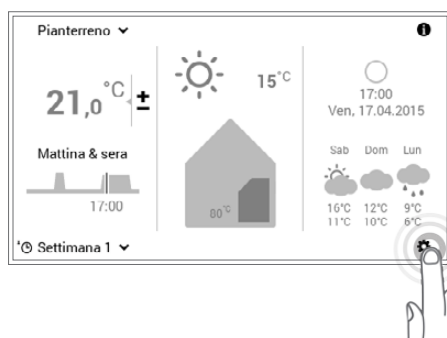 Pianterreno
21,0 °C ±
Mattina & sera
17:00
Settimana 1
15°C
80°C
17:00
Ven, 17.04.2015
Sab Dom Lun
16°C 12°C 9°C
11°C 10°C 6°C